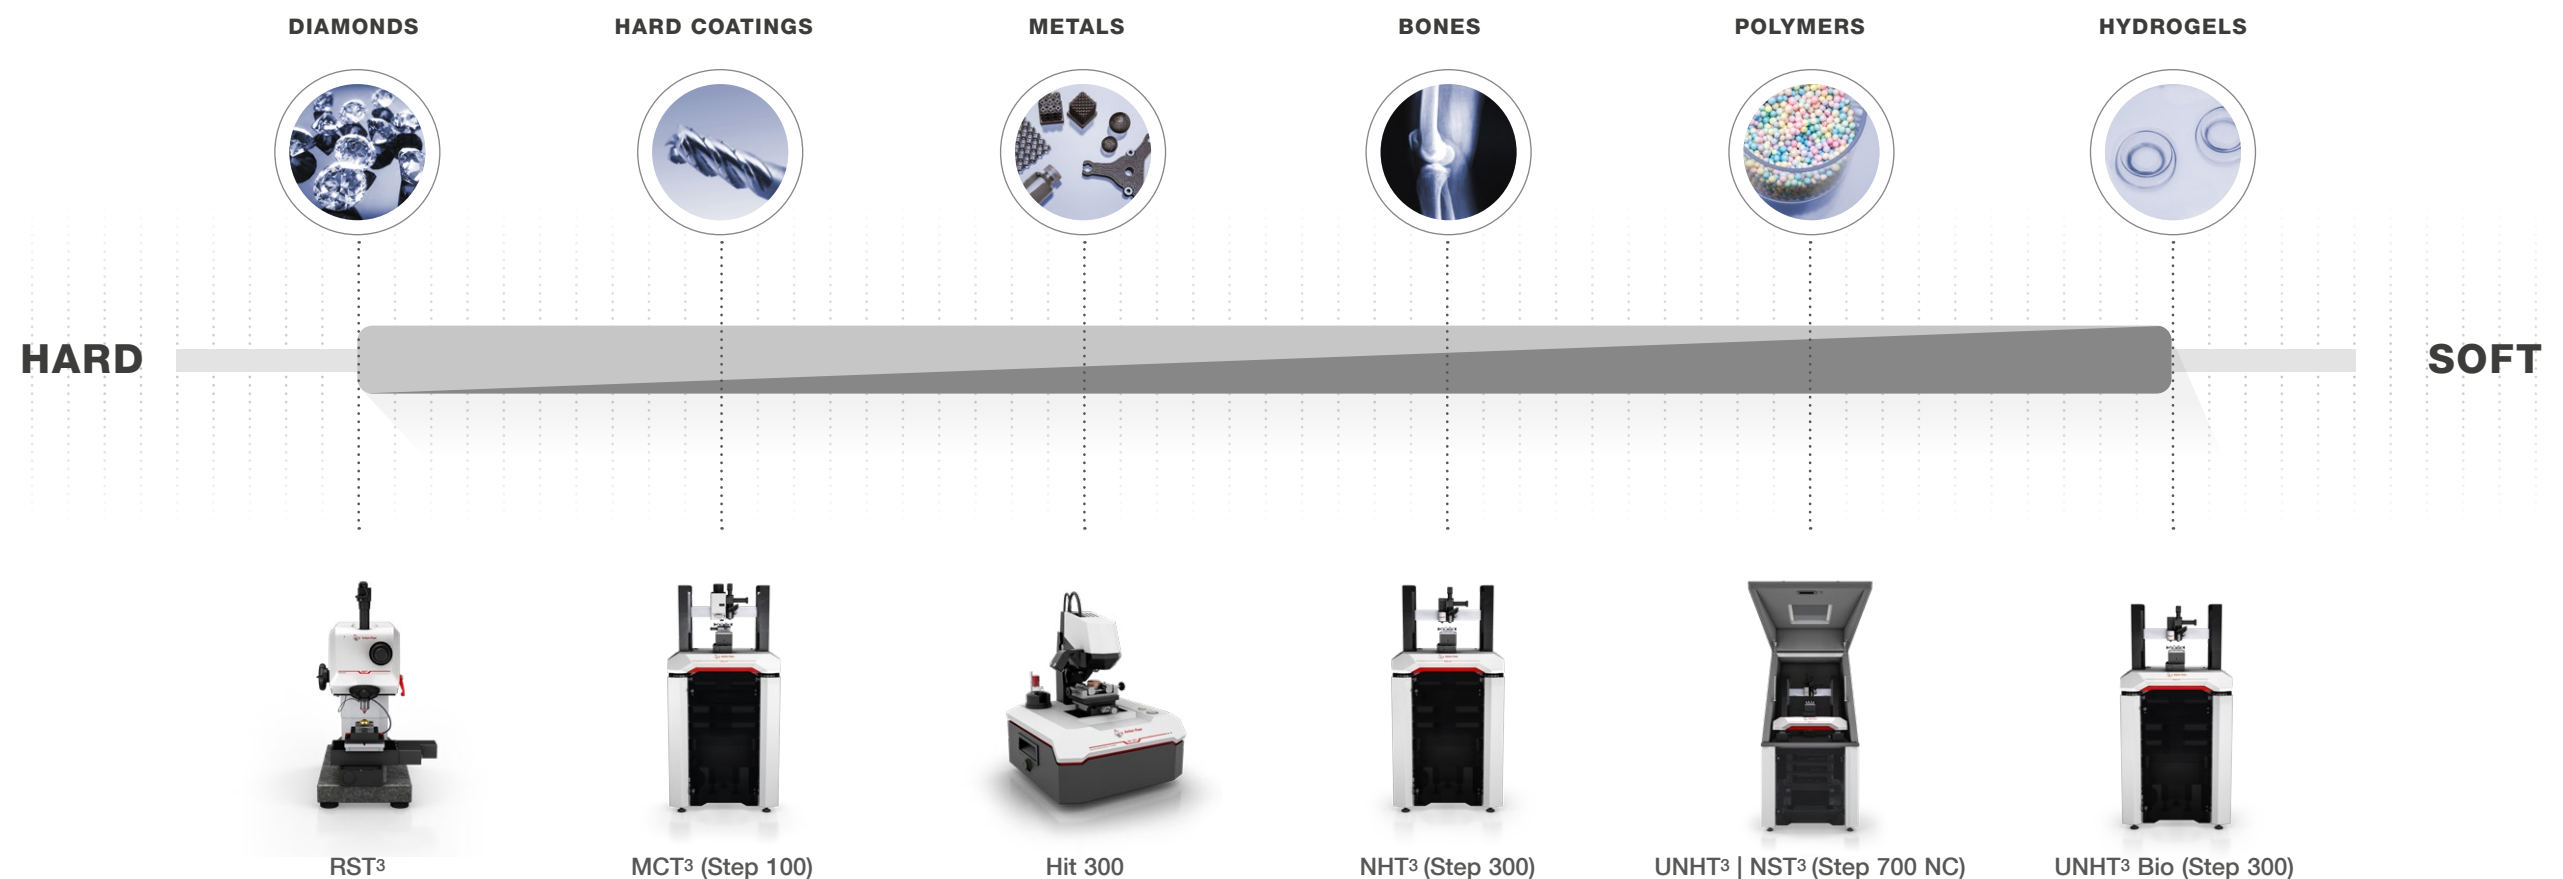 DIAMONDS
HARD COATINGS
METALS
BONES
POLYMERS
HYDROGELS
HARD
SOFT
RST³
MCT³ (Step 100)
Hit 300
NHT³ (Step 300)
UNHT³ | NST³ (Step 700 NC)
UNHT³ Bio (Step 300)